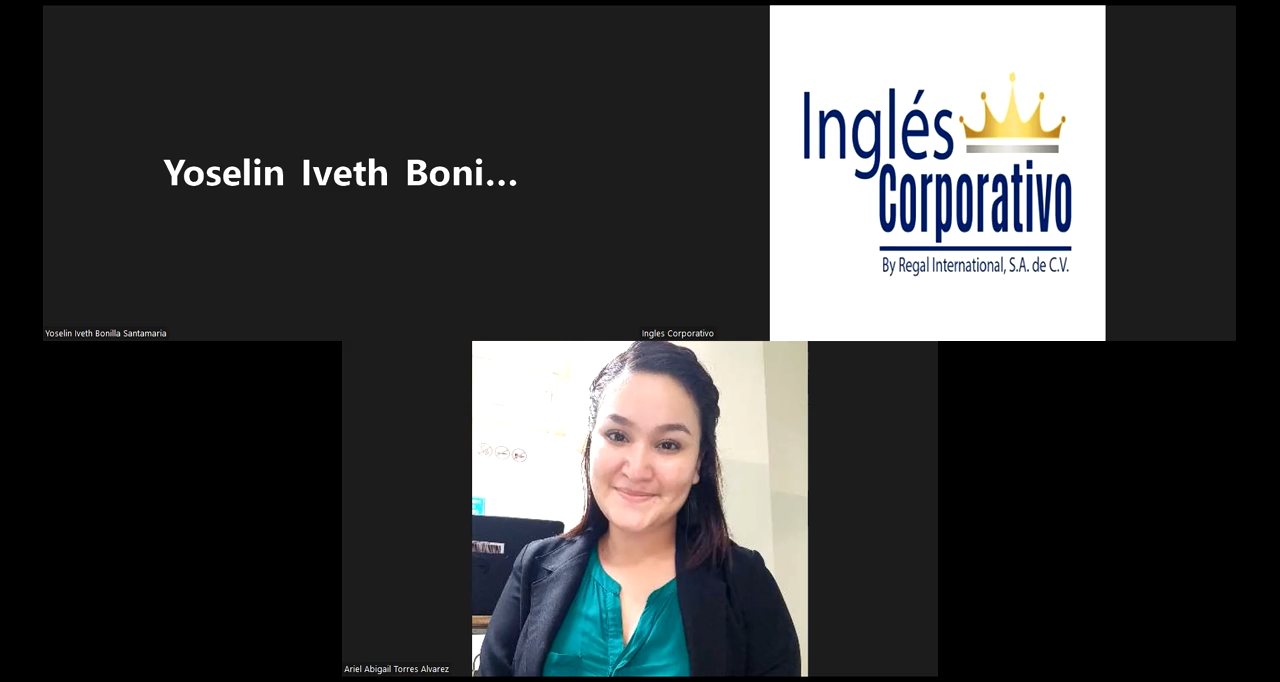 Yoselin Iveth Boni...
Inglés
Corporativo
By Regal International, S.A. de C.V.
Yoselin Iveth Bonilla Santamaria
Ingles Corporativo
Ariel Abigail Torres Alvarez